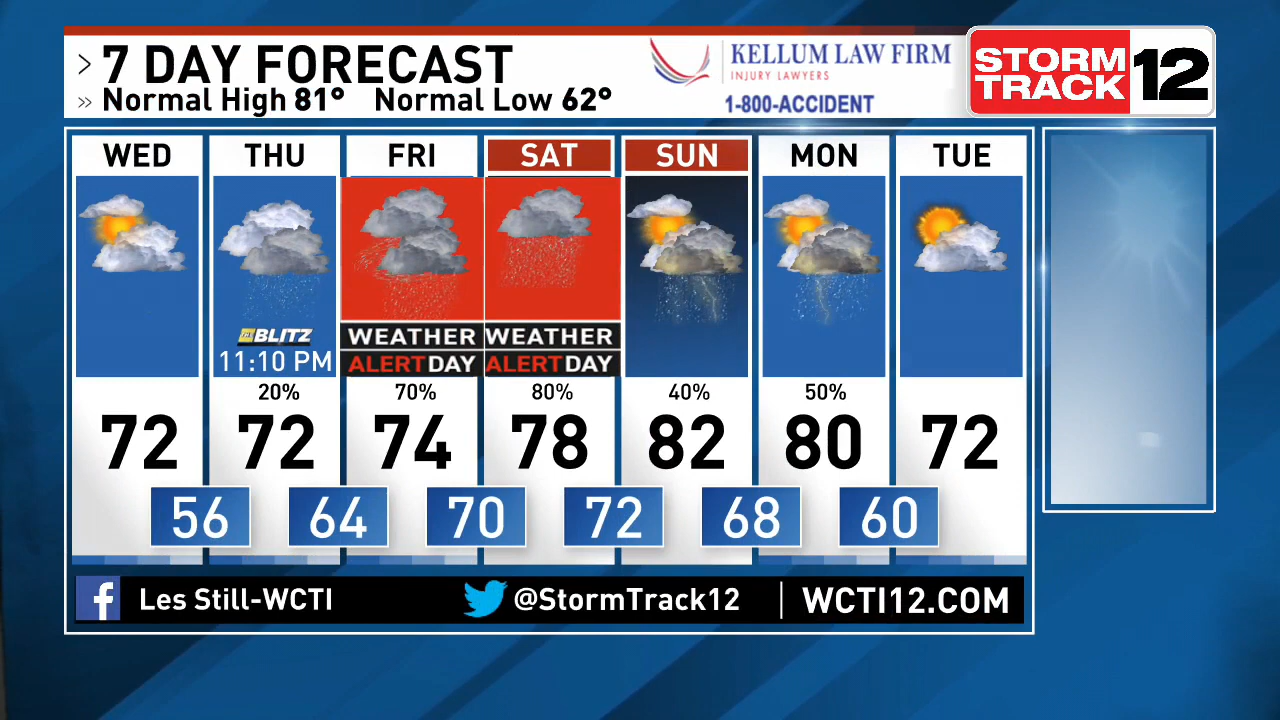 > 7 DAY FORECAST
» Normal High 81° Normal Low 62°
KELLUM LAW FIRM
INJURY LAWYERS
1-800-ACCIDENT
STORM
TRACK 12
WED THU FRI SAT SUN MON TUE
BLITZ
11:10 PM
WEATHER WEATHER
ALERT DAY ALERT DAY
20% 70% 80% 40% 50%
72 72 74 78 82 80 72
56 64 70 72 68 60
f Les Still-WCTI @StormTrack12 | WCTI12.COM